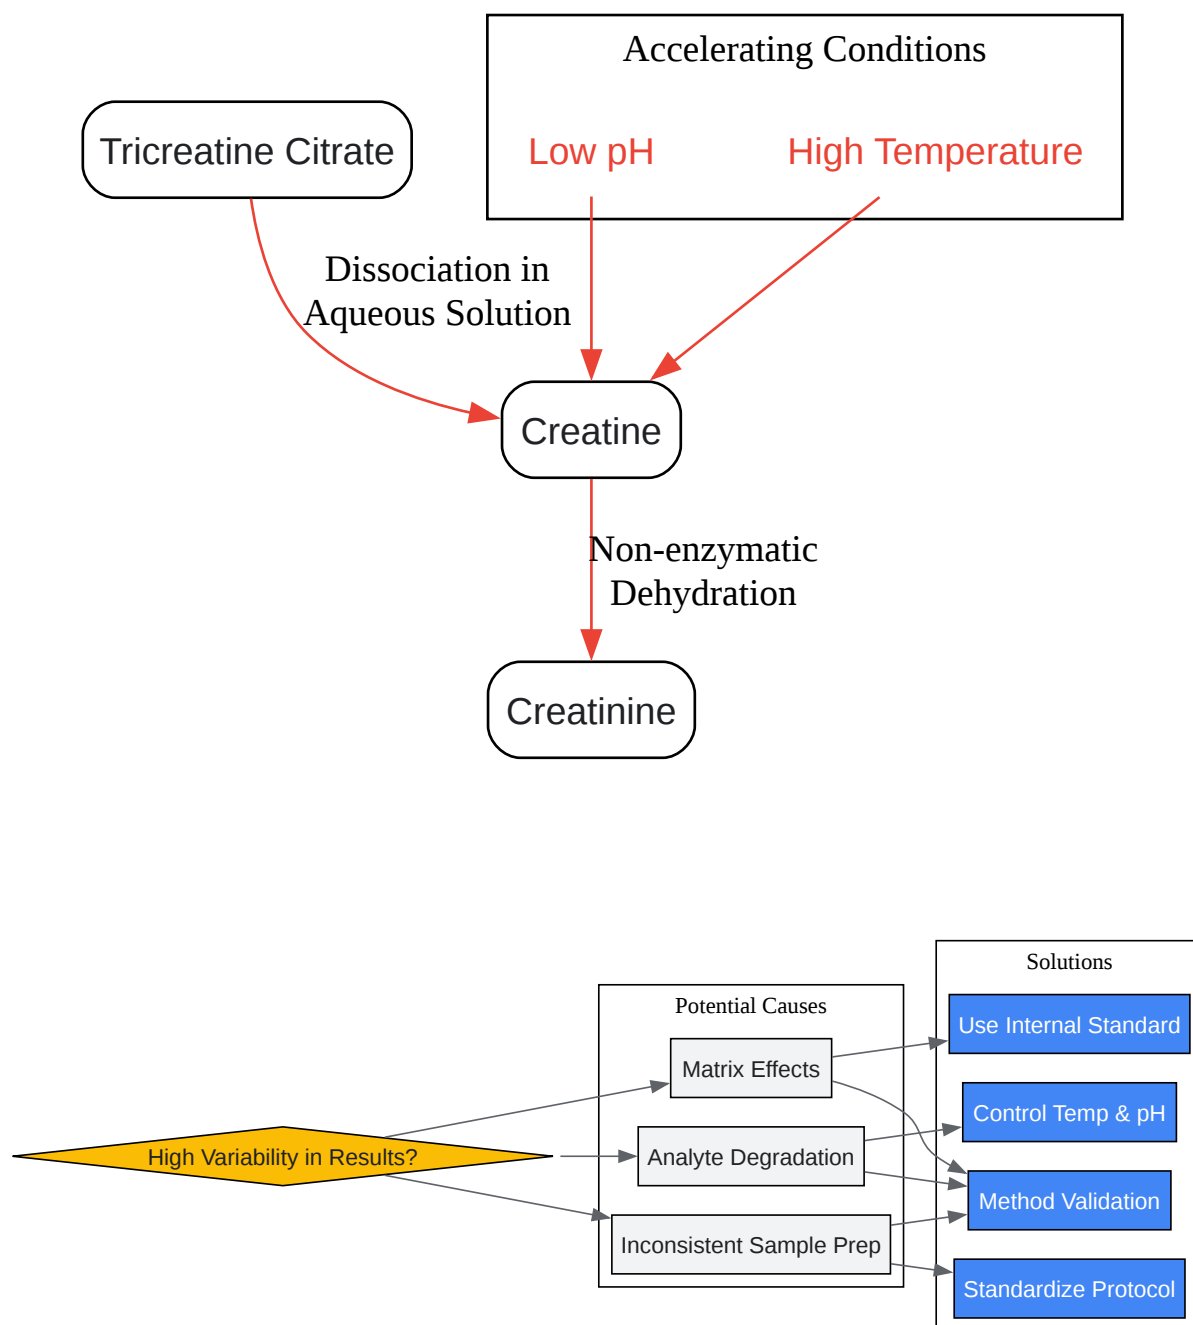 Accelerating Conditions
Tricreatine Citrate
Low pH
High Temperature
Dissociation in
Aqueous Solution
Creatine
Non-enzymatic
Dehydration
Creatinine
Solutions
Potential Causes
Use Internal Standard
Matrix Effects
Control Temp & pH
High Variability in Results?
Analyte Degradation
Method Validation
Inconsistent Sample Prep
Standardize Protocol